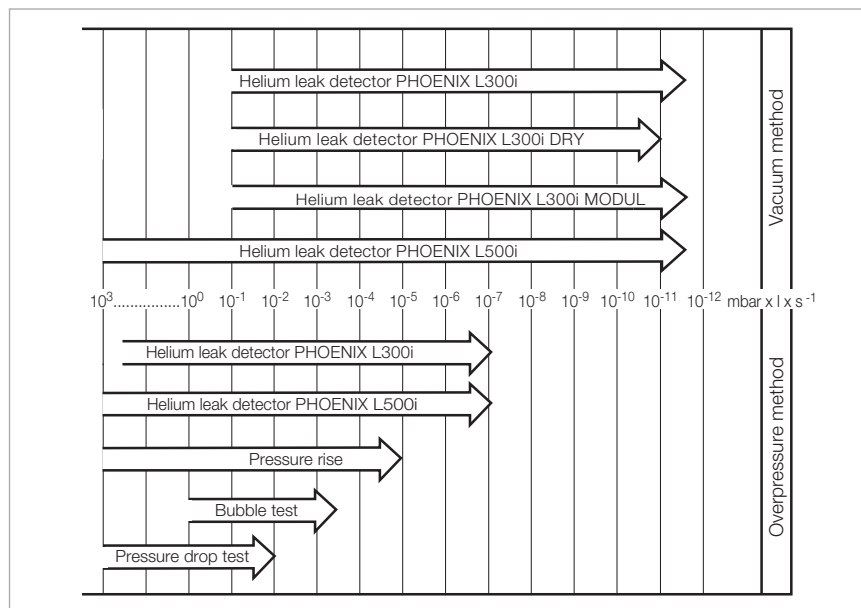 Helium leak detector PHOENIX L300i
Helium leak detector PHOENIX L300i DRY
Helium leak detector PHOENIX L300i MODUL
Helium leak detector PHOENIX L500i
Vacuum method
10³...............10⁰ 10⁻¹ 10⁻² 10⁻³ 10⁻⁴ 10⁻⁵ 10⁻⁶ 10⁻⁷ 10⁻⁸ 10⁻⁹ 10⁻¹⁰ 10⁻¹¹ 10⁻¹² mbar x l x s⁻¹
Helium leak detector PHOENIX L300i
Helium leak detector PHOENIX L500i
Pressure rise
Bubble test
Pressure drop test
Overpressure method